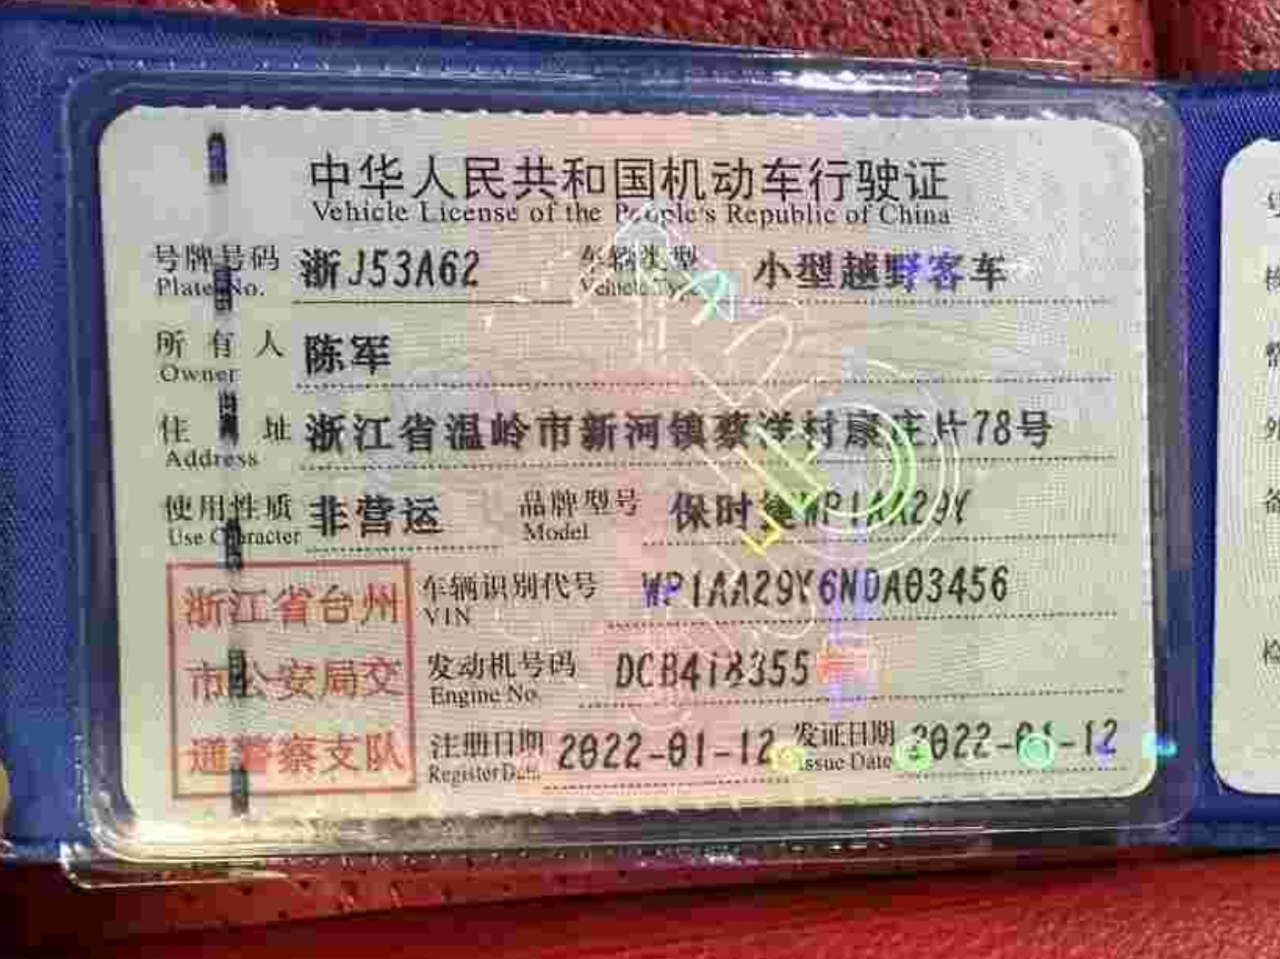 中华人民共和国机动车行驶证
Vehicle License of the People's Republic of China
号牌号码 浙J53A62 车辆类型 小型越野客车
Plate No. Vehicle Type
所有人 陈军
Owner
住址 浙江省温岭市新河镇蔡洋村康庄片78号
Address
使用性质 非营运 品牌型号 保时捷WP1AA29Y
Use Character Model
浙江省台州
市公安局交
通警察支队
车辆识别代号 WP1AA29Y6NDA03456
VIN
发动机号码 DCB418355
Engine No.
注册日期 2022-01-12 发证日期 2022-01-12
Register Date Issue Date